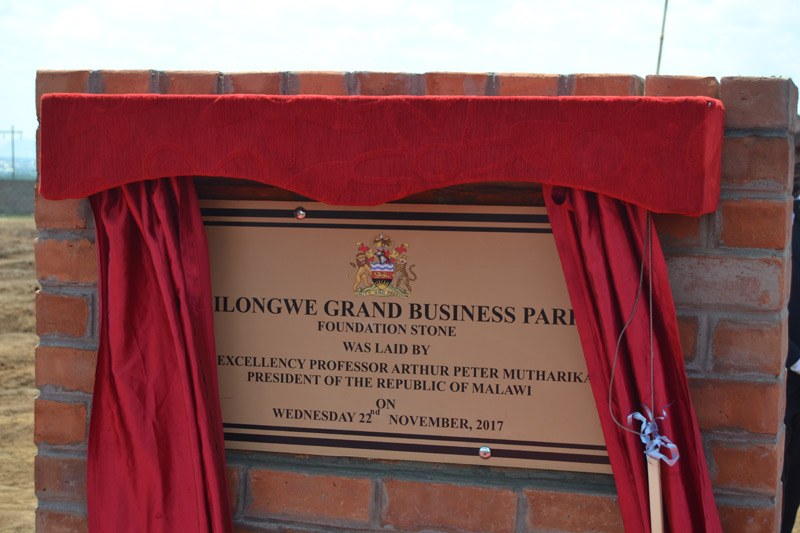 ILONGWE GRAND BUSINESS PARK
FOUNDATION STONE
WAS LAID BY
EXCELLENCY PROFESSOR ARTHUR PETER MUTHARIKA
PRESIDENT OF THE REPUBLIC OF MALAWI
ON
WEDNESDAY 22nd NOVEMBER, 2017